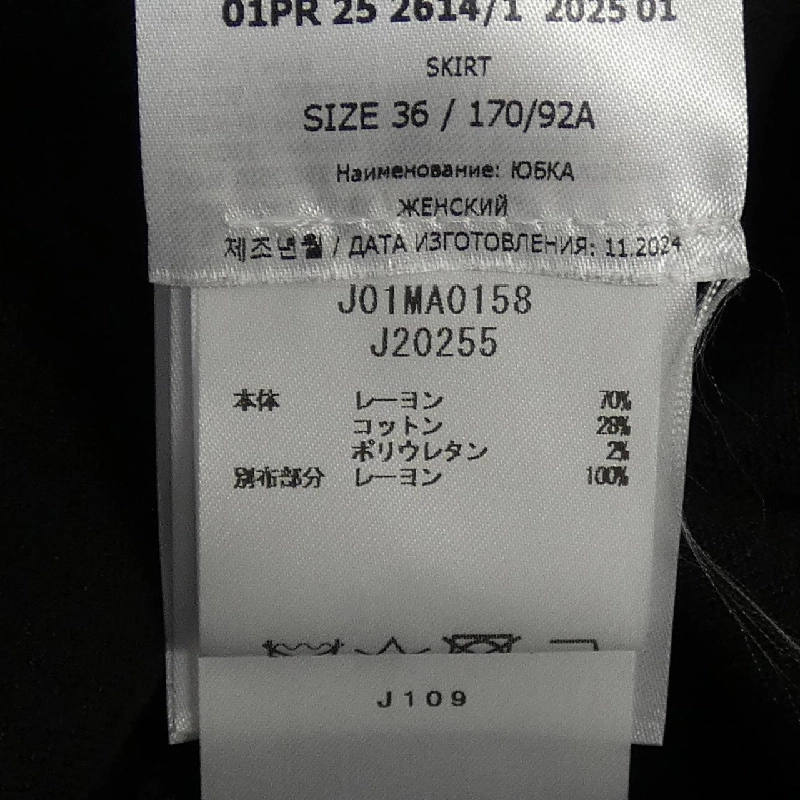 01PR 25 2614/1 2025 01
SKIRT
SIZE 36 / 170/92A
Наименование: ЮБКА
ЖЕНСКИЙ
제조년월 / ДАТА ИЗГОТОВЛЕНИЯ: 11.2024
J01MA0158
J20255
本体 レーヨン 70%
コットン 28%
ポリウレタン 2%
別布部分 レーヨン 100%
J109